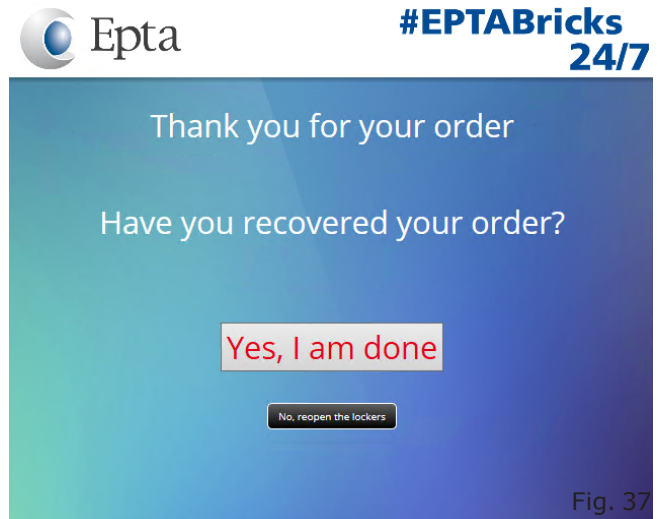 Epta
#EPTABricks
24/7
Thank you for your order
Have you recovered your order?
Yes, I am done
No, reopen the lockers
Fig. 37